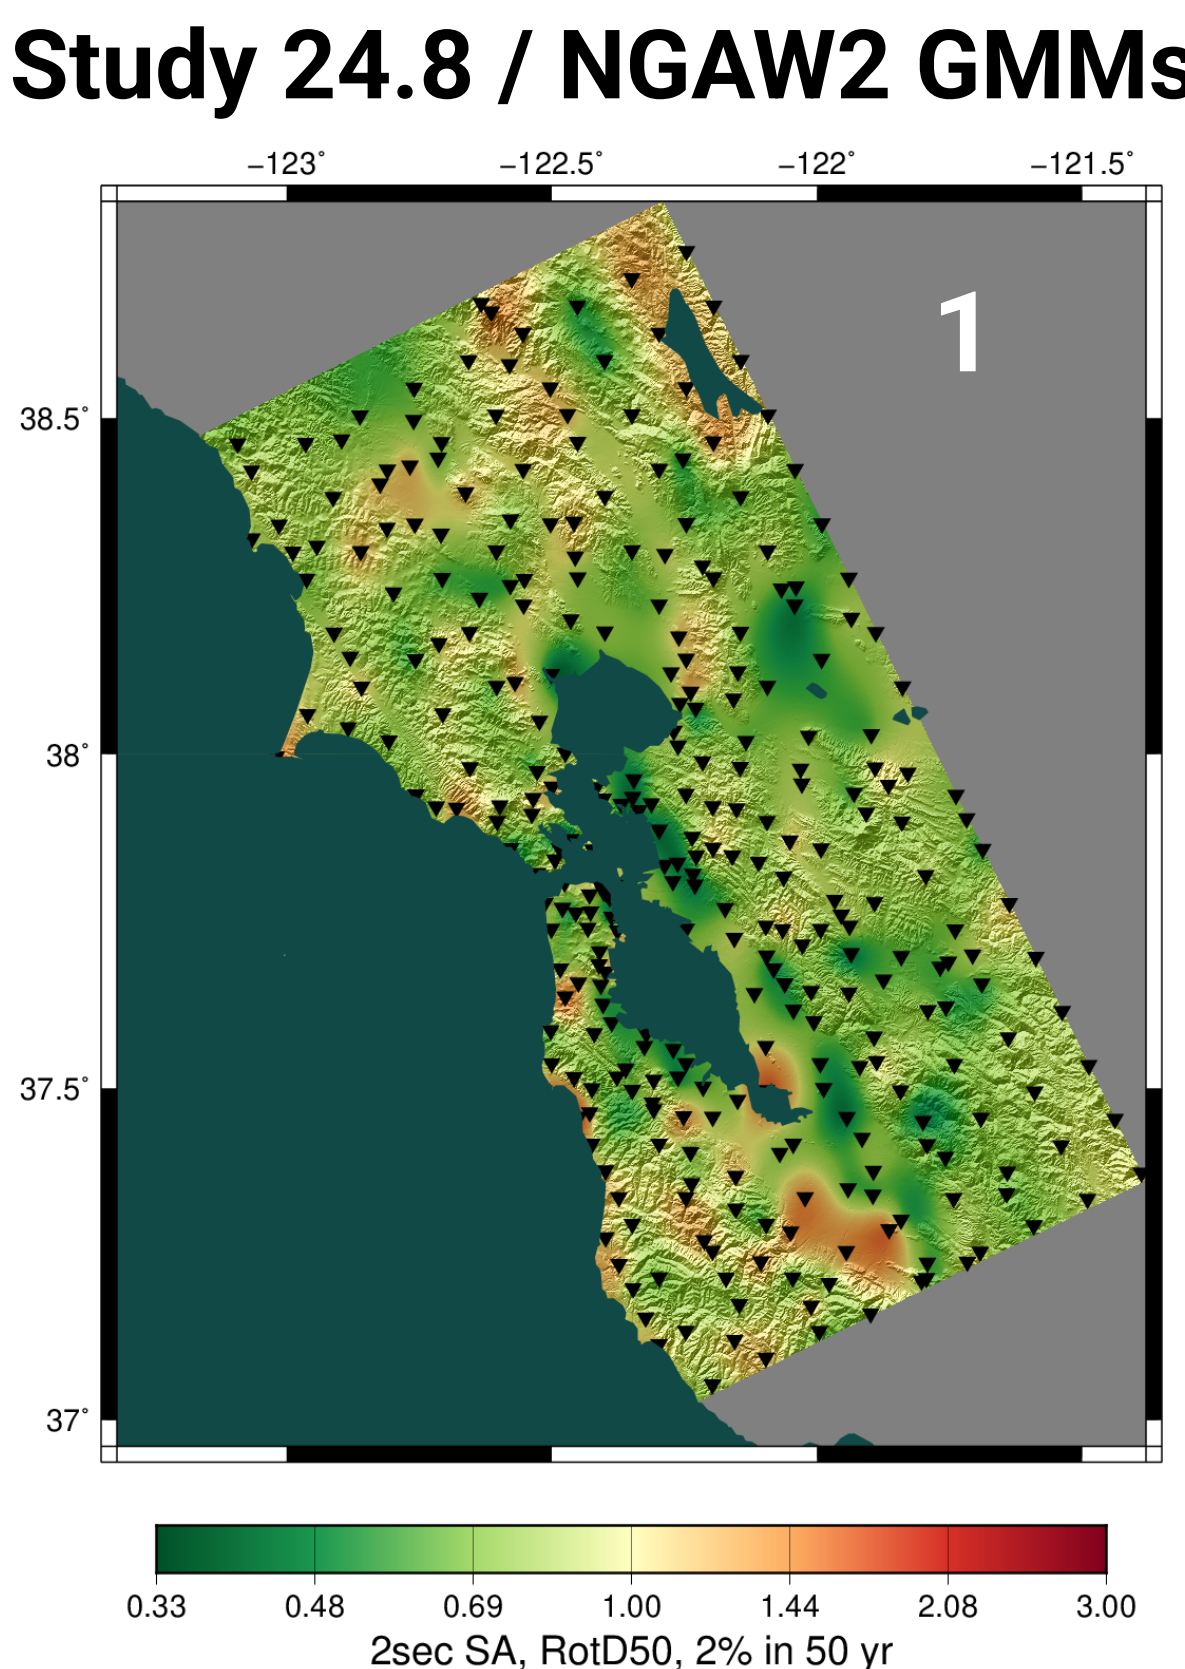 Study 24.8 / NGAW2 GMMs
−123˚ −122.5˚ −122˚ −121.5˚
1
38.5˚
38˚
37.5˚
37˚
0.33 0.48 0.69 1.00 1.44 2.08 3.00
2sec SA, RotD50, 2% in 50 yr